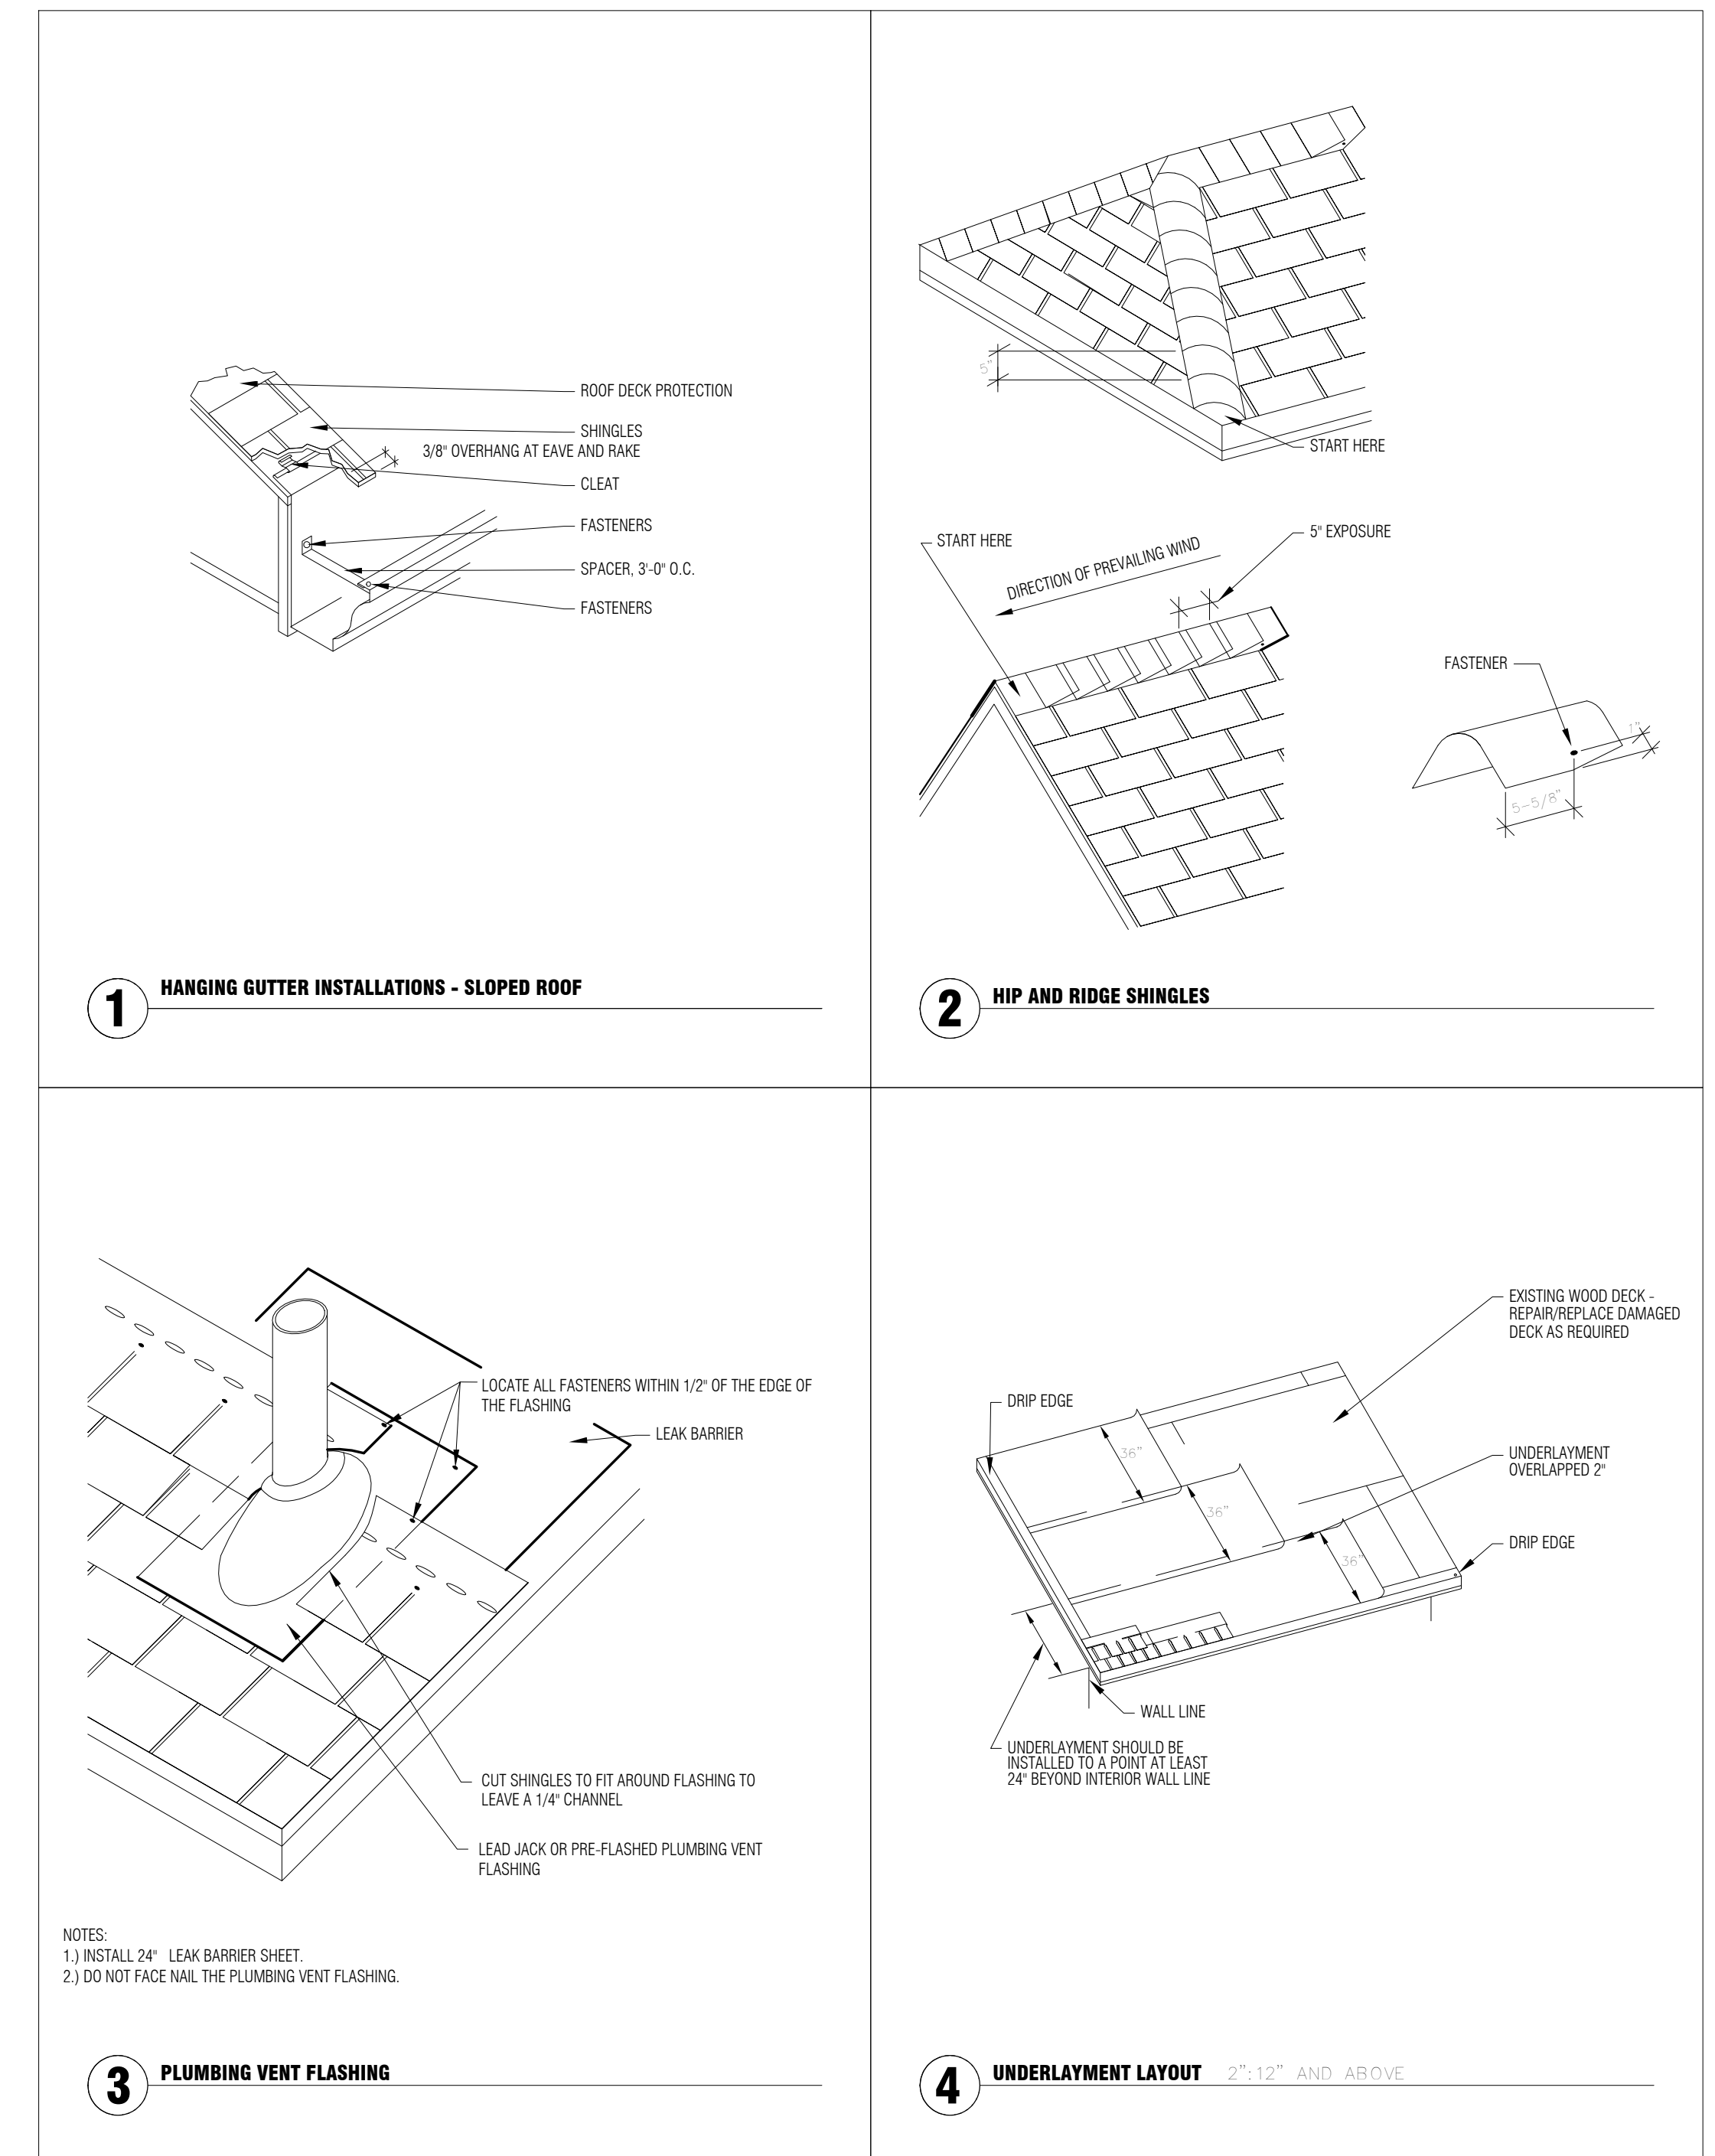 ROOF DECK PROTECTION
SHINGLES
3/8" OVERHANG AT EAVE AND RAKE
CLEAT
FASTENERS
SPACER, 3'-0" O.C.
FASTENERS
1
HANGING GUTTER INSTALLATIONS - SLOPED ROOF
5"
START HERE
START HERE
DIRECTION OF PREVAILING WIND
5" EXPOSURE
FASTENER
1"
5-5/8"
2
HIP AND RIDGE SHINGLES
LOCATE ALL FASTENERS WITHIN 1/2" OF THE EDGE OF
THE FLASHING
LEAK BARRIER
CUT SHINGLES TO FIT AROUND FLASHING TO
LEAVE A 1/4" CHANNEL
LEAD JACK OR PRE-FLASHED PLUMBING VENT
FLASHING
NOTES:
1.) INSTALL 24" LEAK BARRIER SHEET.
2.) DO NOT FACE NAIL THE PLUMBING VENT FLASHING.
3
PLUMBING VENT FLASHING
EXISTING WOOD DECK -
REPAIR/REPLACE DAMAGED
DECK AS REQUIRED
DRIP EDGE
36"
UNDERLAYMENT
OVERLAPPED 2"
36"
DRIP EDGE
36"
WALL LINE
UNDERLAYMENT SHOULD BE
INSTALLED TO A POINT AT LEAST
24" BEYOND INTERIOR WALL LINE
4
UNDERLAYMENT LAYOUT 2":12" AND ABOVE